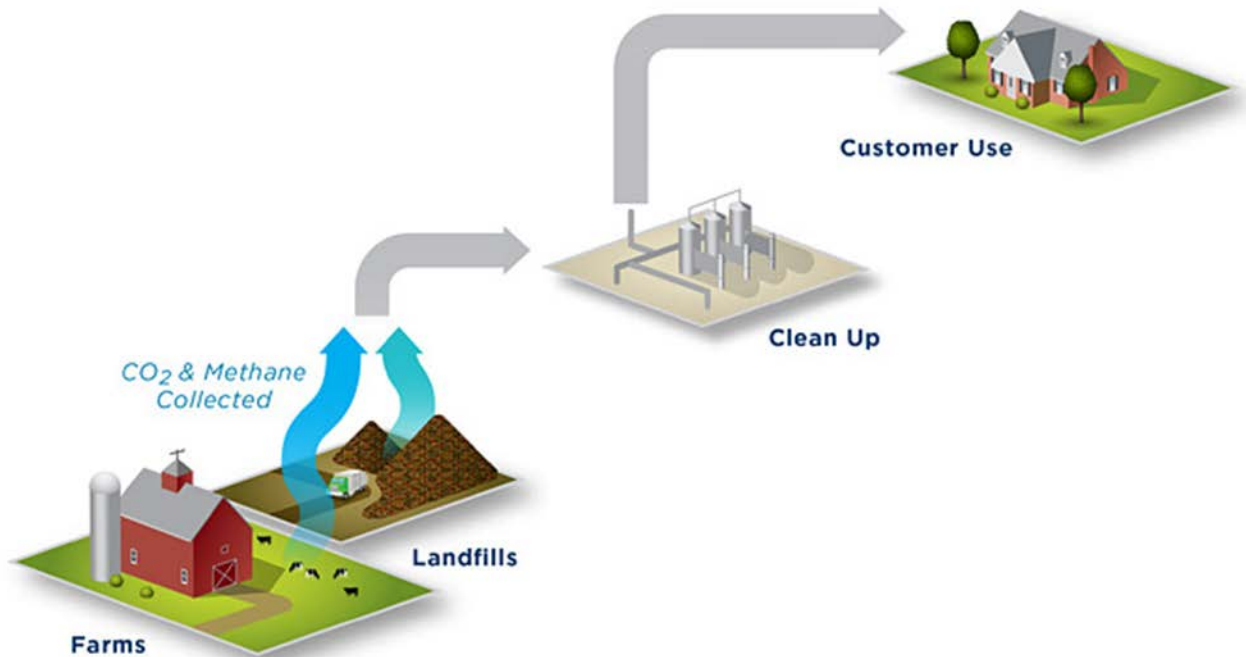 Customer Use
Clean Up
CO₂ & Methane
Collected
Landfills
Farms